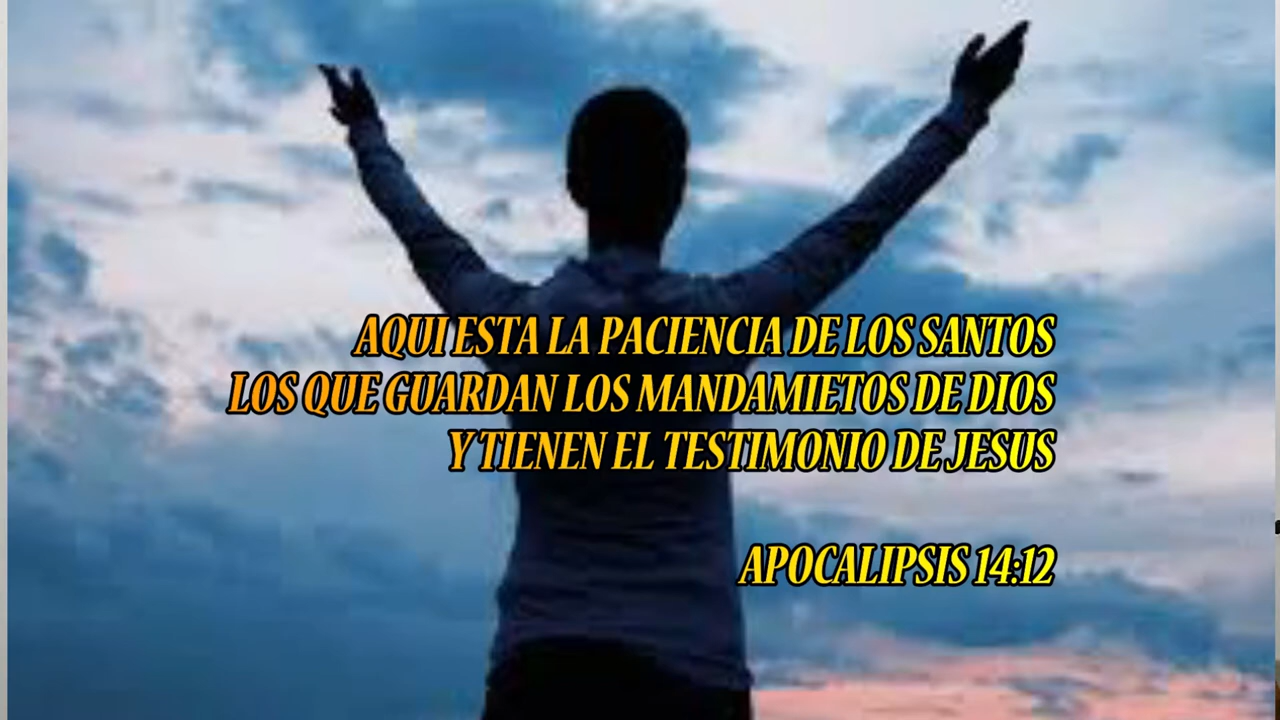 AQUI ESTA LA PACIENCIA DE LOS SANTOS
LOS QUE GUARDAN LOS MANDAMIETOS DE DIOS
Y TIENEN EL TESTIMONIO DE JESUS
APOCALIPSIS 14:12